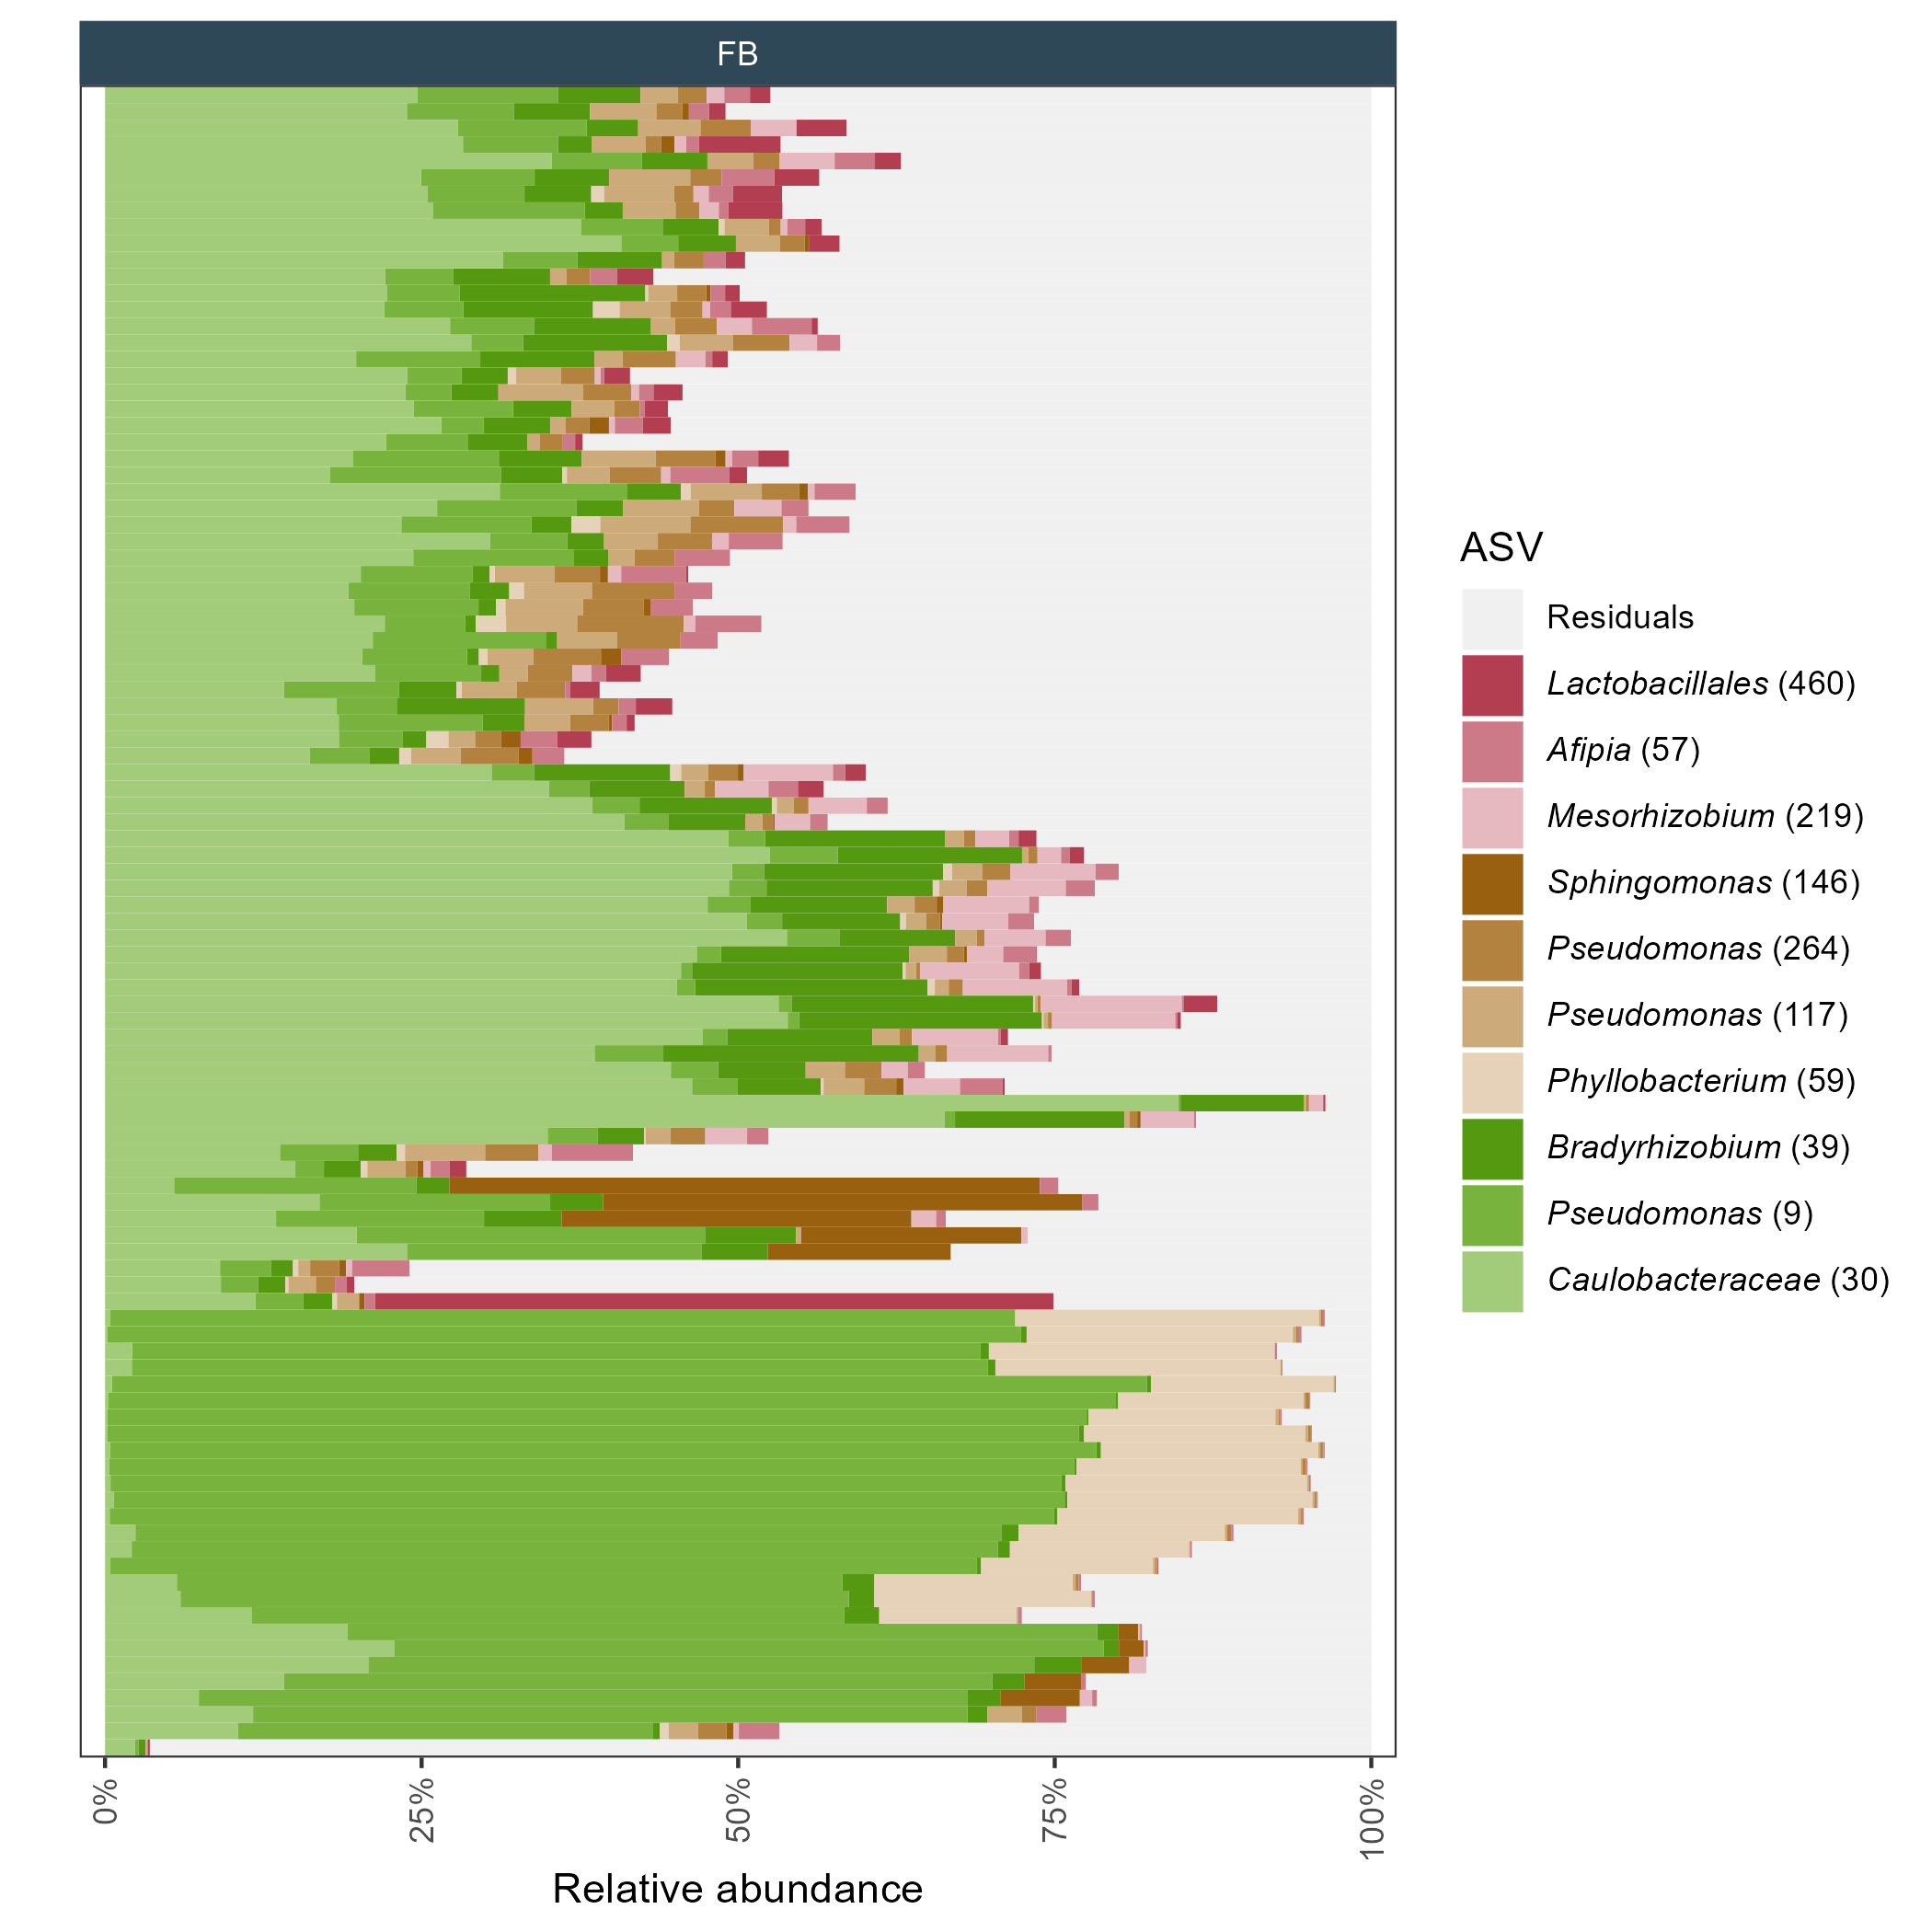 FB
ASV
Residuals
Lactobacillales (460)
Afipia (57)
Mesorhizobium (219)
Sphingomonas (146)
Pseudomonas (264)
Pseudomonas (117)
Phyllobacterium (59)
Bradyrhizobium (39)
Pseudomonas (9)
Caulobacteraceae (30)
0%
25%
50%
75%
100%
Relative abundance